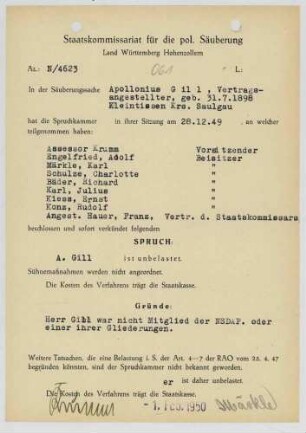 Staatskommissariat für die pol. Säuberung
Land Württemberg Hohenzollern
Az.: N/4623 061 L:
In der Säuberungssache Apollonius Gill, Vertrags-
angestellter, geb. 31.7.1898
Kleintissen Krs. Saulgau
hat die Spruchkammer in ihrer Sitzung am 28.12.49 an welcher
teilgenommen haben:
Assessor Krumm Vorsitzender
Engelfried, Adolf Beisitzer
Märkle, Karl "
Schulze, Charlotte "
Bäder, Richard "
Karl, Julius "
Kless, Ernst "
Konz, Rudolf "
Angest. Hauer, Franz, Vertr. d. Staatskommissars
beschlossen und sofort verkündet folgenden
SPRUCH:
A. Gill ist unbelastet.
Sühnemaßnahmen werden nicht angeordnet.
Die Kosten des Verfahrens trägt die Staatskasse.
Gründe:
Herr Gill war nicht Mitglied der NSDAP. oder
einer ihrer Gliederungen.
Weitere Tatsachen, die eine Belastung i. S. der Art. 4-7 der RAO vom 25. 4. 47
begründen könnten, sind der Spruchkammer nicht bekannt geworden.
er ist daher unbelastet.
Die Kosten des Verfahrens trägt die Staatskasse.
Krumm - 1. Feb. 1950 Märkle